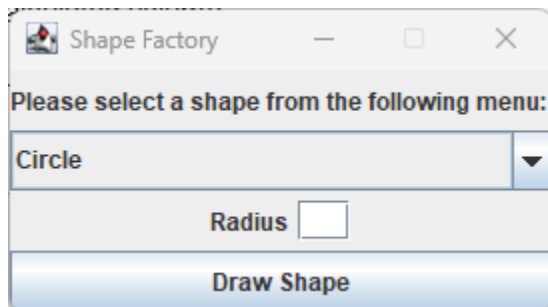 Shape Factory
Please select a shape from the following menu:
Circle
Radius
Draw Shape